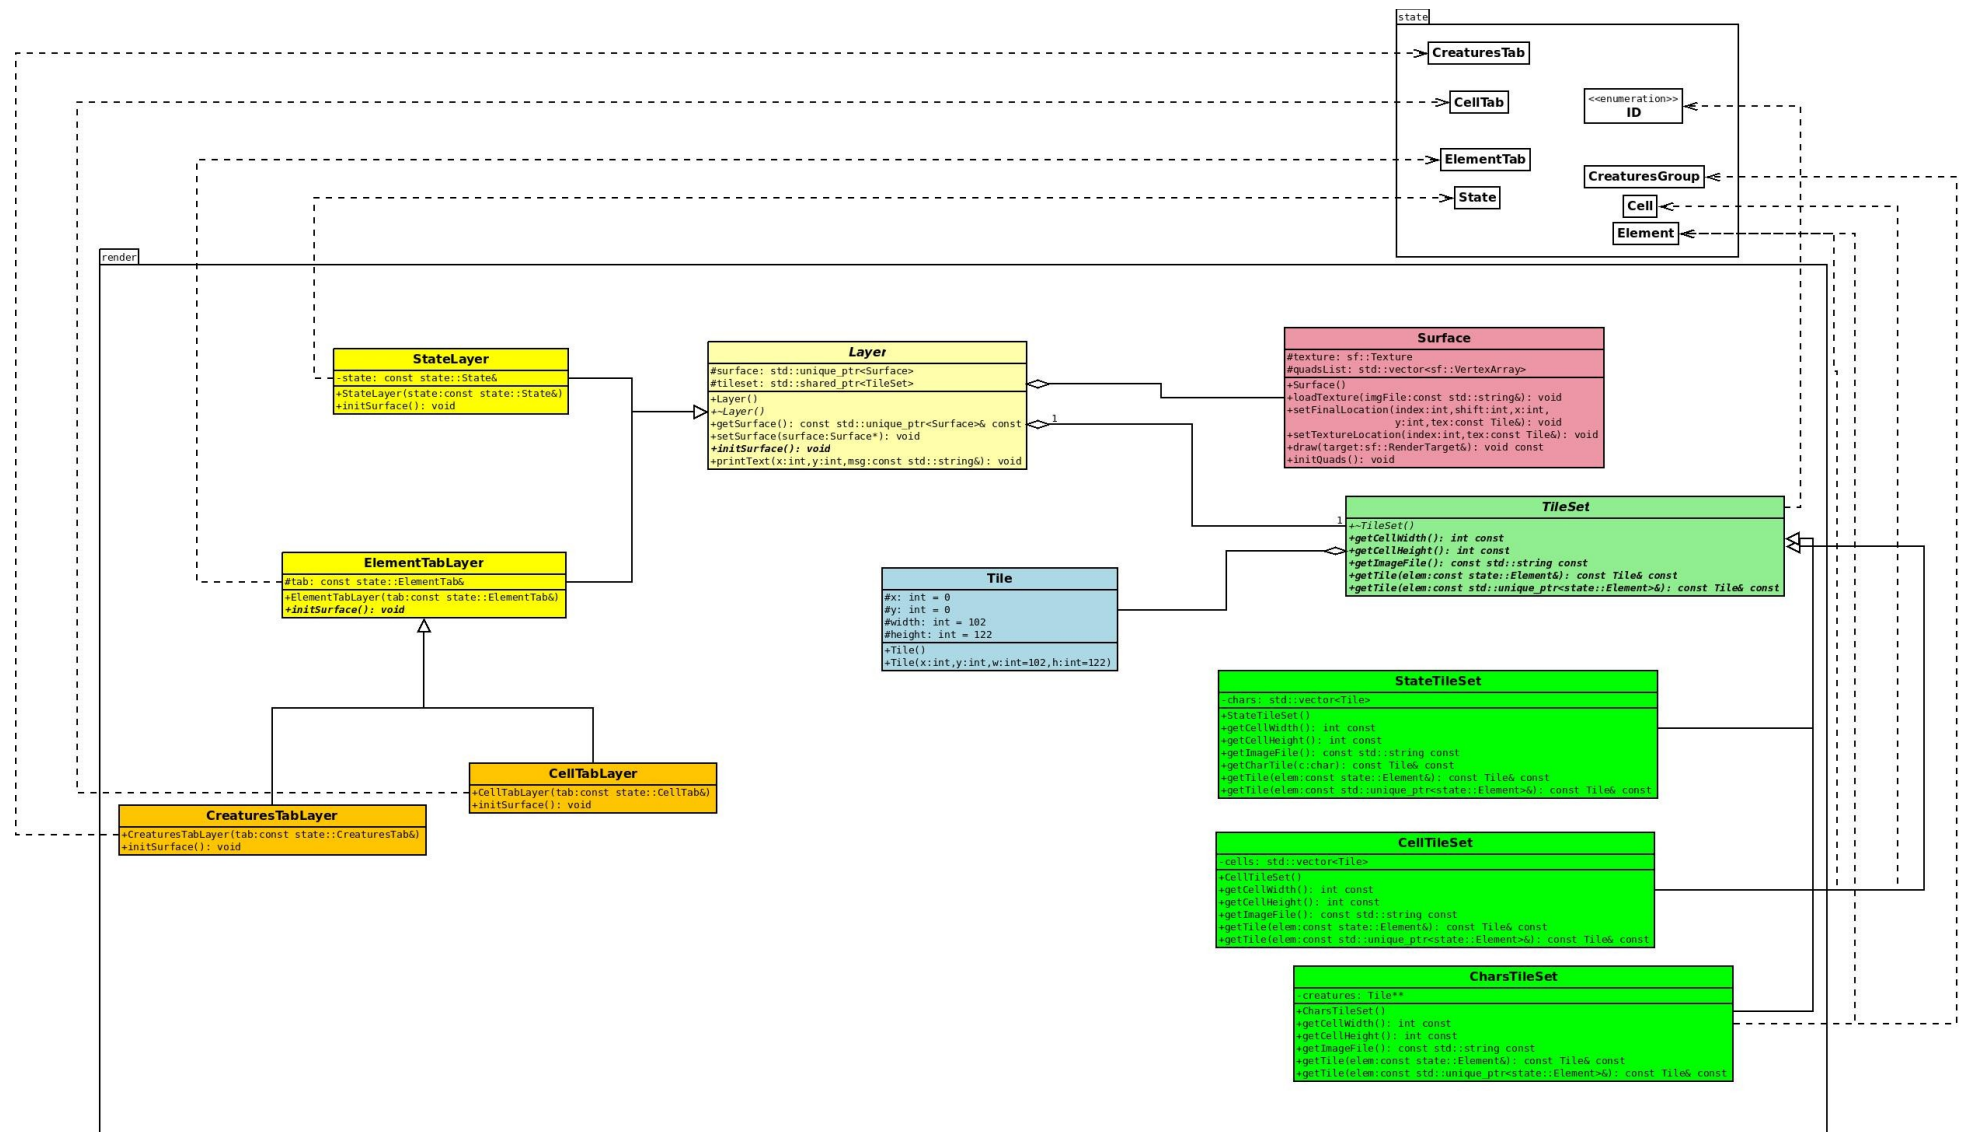 state
CreaturesTab
CellTab
<<enumeration>>
ID
ElementTab
CreaturesGroup
State
Cell
Element
render
StateLayer
-state: const state::State&
+StateLayer(state:const state::State&)
+initSurface(): void
Layer
#surface: std::unique_ptr<Surface>
#tileset: std::shared_ptr<TileSet>
+Layer()
+~Layer()
+getSurface(): const std::unique_ptr<Surface>& const
+setSurface(surface:Surface*): void
+initSurface(): void
+printText(x:int,y:int,msg:const std::string&): void
1
Surface
#texture: sf::Texture
#quadsList: std::vector<sf::VertexArray>
+Surface()
+loadTexture(imgFile:const std::string&): void
+setFinalLocation(index:int,shift:int,x:int,
y:int,tex:const Tile&): void
+setTextureLocation(index:int,tex:const Tile&): void
+draw(target:sf::RenderTarget&): void const
+initQuads(): void
1
TileSet
+~TileSet()
+getCellWidth(): int const
+getCellHeight(): int const
+getImageFile(): const std::string const
+getTile(elem:const state::Element&): const Tile& const
+getTile(elem:const std::unique_ptr<state::Element>&): const Tile& const
ElementTabLayer
#tab: const state::ElementTab&
+ElementTabLayer(tab:const state::ElementTab&)
+initSurface(): void
Tile
#x: int = 0
#y: int = 0
#width: int = 102
#height: int = 122
+Tile()
+Tile(x:int,y:int,w:int=102,h:int=122)
StateTileSet
-chars: std::vector<Tile>
+StateTileSet()
+getCellWidth(): int const
+getCellHeight(): int const
+getImageFile(): const std::string const
+getCharTile(c:char): const Tile& const
+getTile(elem:const state::Element&): const Tile& const
+getTile(elem:const std::unique_ptr<state::Element>&): const Tile& const
CellTabLayer
+CellTabLayer(tab:const state::CellTab&)
+initSurface(): void
CreaturesTabLayer
+CreaturesTabLayer(tab:const state::CreaturesTab&)
+initSurface(): void
CellTileSet
-cells: std::vector<Tile>
+CellTileSet()
+getCellWidth(): int const
+getCellHeight(): int const
+getImageFile(): const std::string const
+getTile(elem:const state::Element&): const Tile& const
+getTile(elem:const std::unique_ptr<state::Element>&): const Tile& const
CharsTileSet
-creatures: Tile**
+CharsTileSet()
+getCellWidth(): int const
+getCellHeight(): int const
+getImageFile(): const std::string const
+getTile(elem:const state::Element&): const Tile& const
+getTile(elem:const std::unique_ptr<state::Element>&): const Tile& const